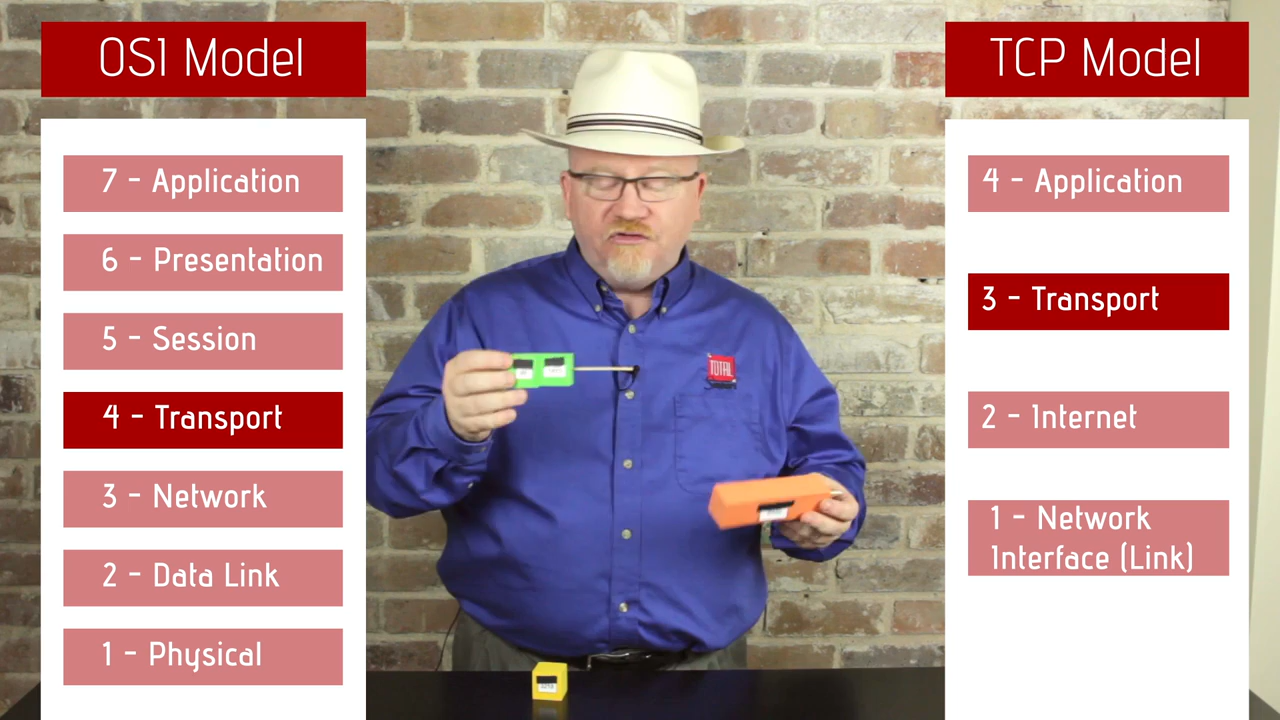 OSI Model
7 - Application
6 - Presentation
5 - Session
4 - Transport
3 - Network
2 - Data Link
1 - Physical
TOTAL
TCP Model
4 - Application
3 - Transport
2 - Internet
1 - Network
Interface (Link)